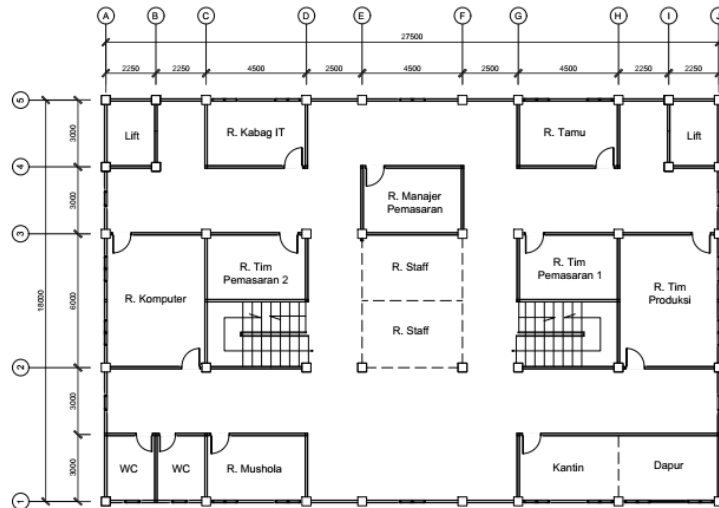 A B C D E F G H I J
27500
2250 2250 4500 2500 4500 2500 4500 2250 2250
5
4
3
2
1
3000
3000
6000
3000
3000
18000
Lift
R. Kabag IT
R. Tamu
Lift
R. Manajer
Pemasaran
R. Tim
Pemasaran 2
R. Staff
R. Tim
Pemasaran 1
R. Komputer
R. Tim
Produksi
R. Staff
WC
WC
R. Mushola
Kantin
Dapur